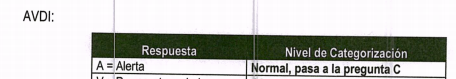 AVDI:
Respuesta Nivel de Categorización
A = Alerta Normal, pasa a la pregunta C